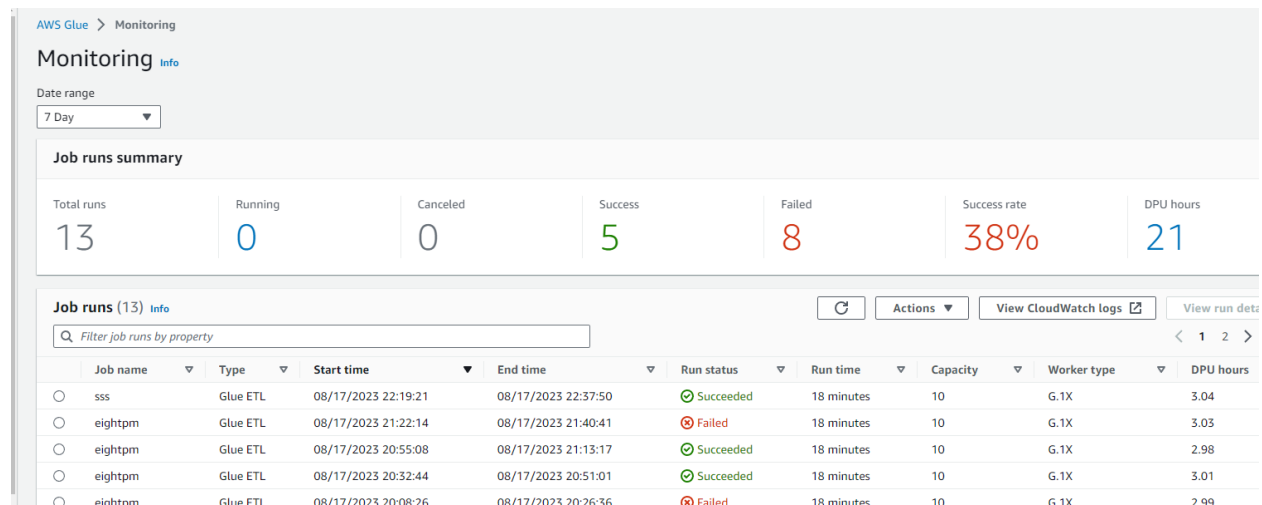 AWS Glue > Monitoring
Monitoring Info
Date range
7 Day
Job runs summary
Total runs Running Canceled Success Failed Success rate DPU hours
13 0 0 5 8 38% 21
Job runs (13) Info Actions View CloudWatch logs View run deta
Filter job runs by property 1 2
Job name Type Start time End time Run status Run time Capacity Worker type DPU hours
sss Glue ETL 08/17/2023 22:19:21 08/17/2023 22:37:50 Succeeded 18 minutes 10 G.1X 3.04
eightpm Glue ETL 08/17/2023 21:22:14 08/17/2023 21:40:41 Failed 18 minutes 10 G.1X 3.03
eightpm Glue ETL 08/17/2023 20:55:08 08/17/2023 21:13:17 Succeeded 18 minutes 10 G.1X 2.98
eightpm Glue ETL 08/17/2023 20:32:44 08/17/2023 20:51:01 Succeeded 18 minutes 10 G.1X 3.01
eightpm Glue ETL 08/17/2023 20:08:26 08/17/2023 20:26:36 Failed 18 minutes 10 G.1X 2.99